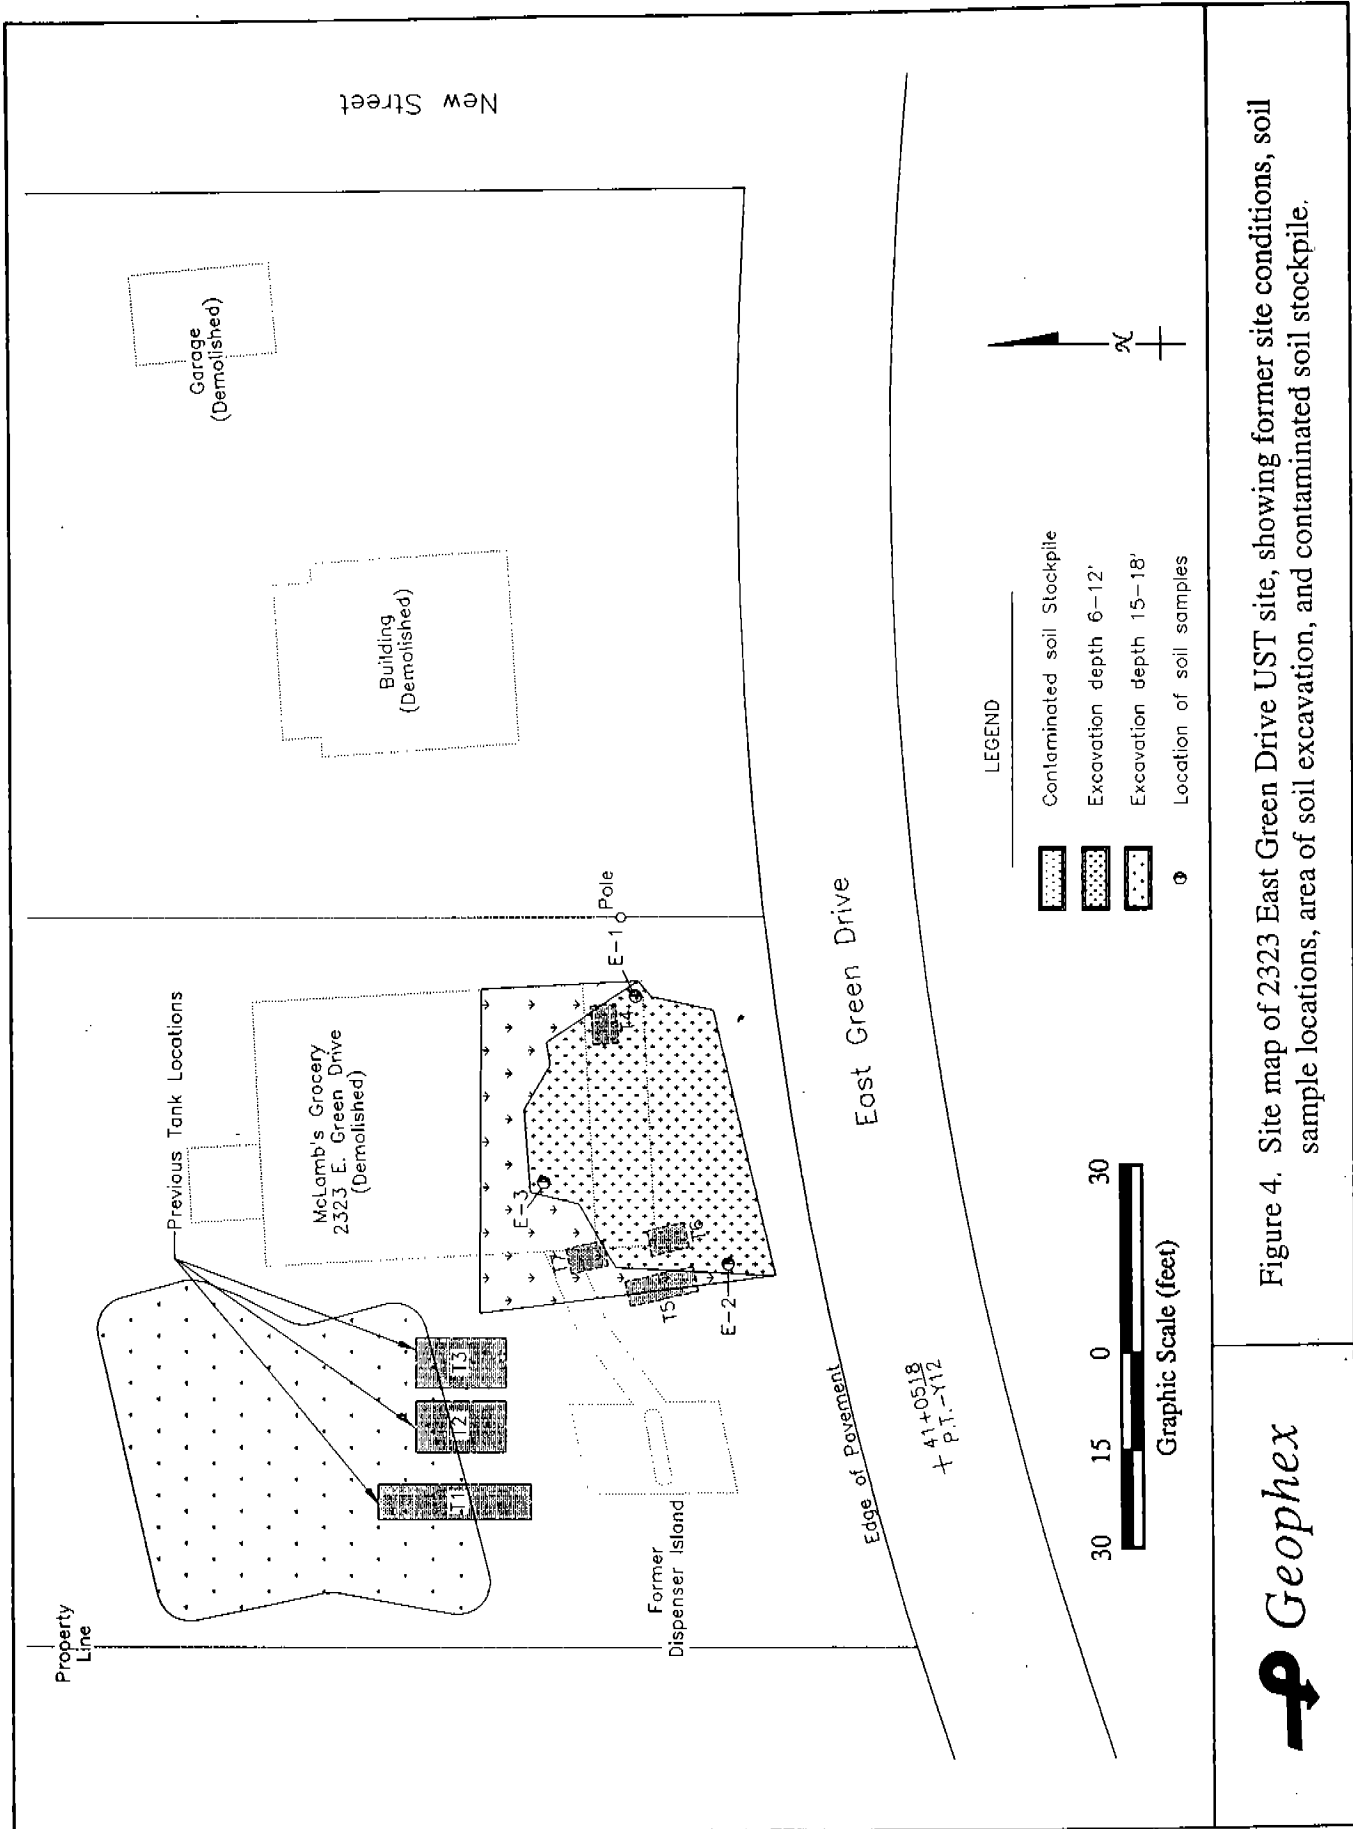 New Street
Garage
(Demolished)
Building
(Demolished)
Previous Tank Locations
McLamb's Grocery
2323 E. Green Drive
(Demolished)
Property
Line
T1
T2
T3
T4
T5
T6
T7
E-1
E-2
E-3
Pole
Former
Dispenser Island
Edge of Pavement
East Green Drive
41+0518
P.T.-Y12
N
LEGEND
Contaminated soil Stockpile
Excavation depth 6-12'
Excavation depth 15-18'
Location of soil samples
30 15 0 30
Graphic Scale (feet)
Geophex
Figure 4. Site map of 2323 East Green Drive UST site, showing former site conditions, soil
sample locations, area of soil excavation, and contaminated soil stockpile.